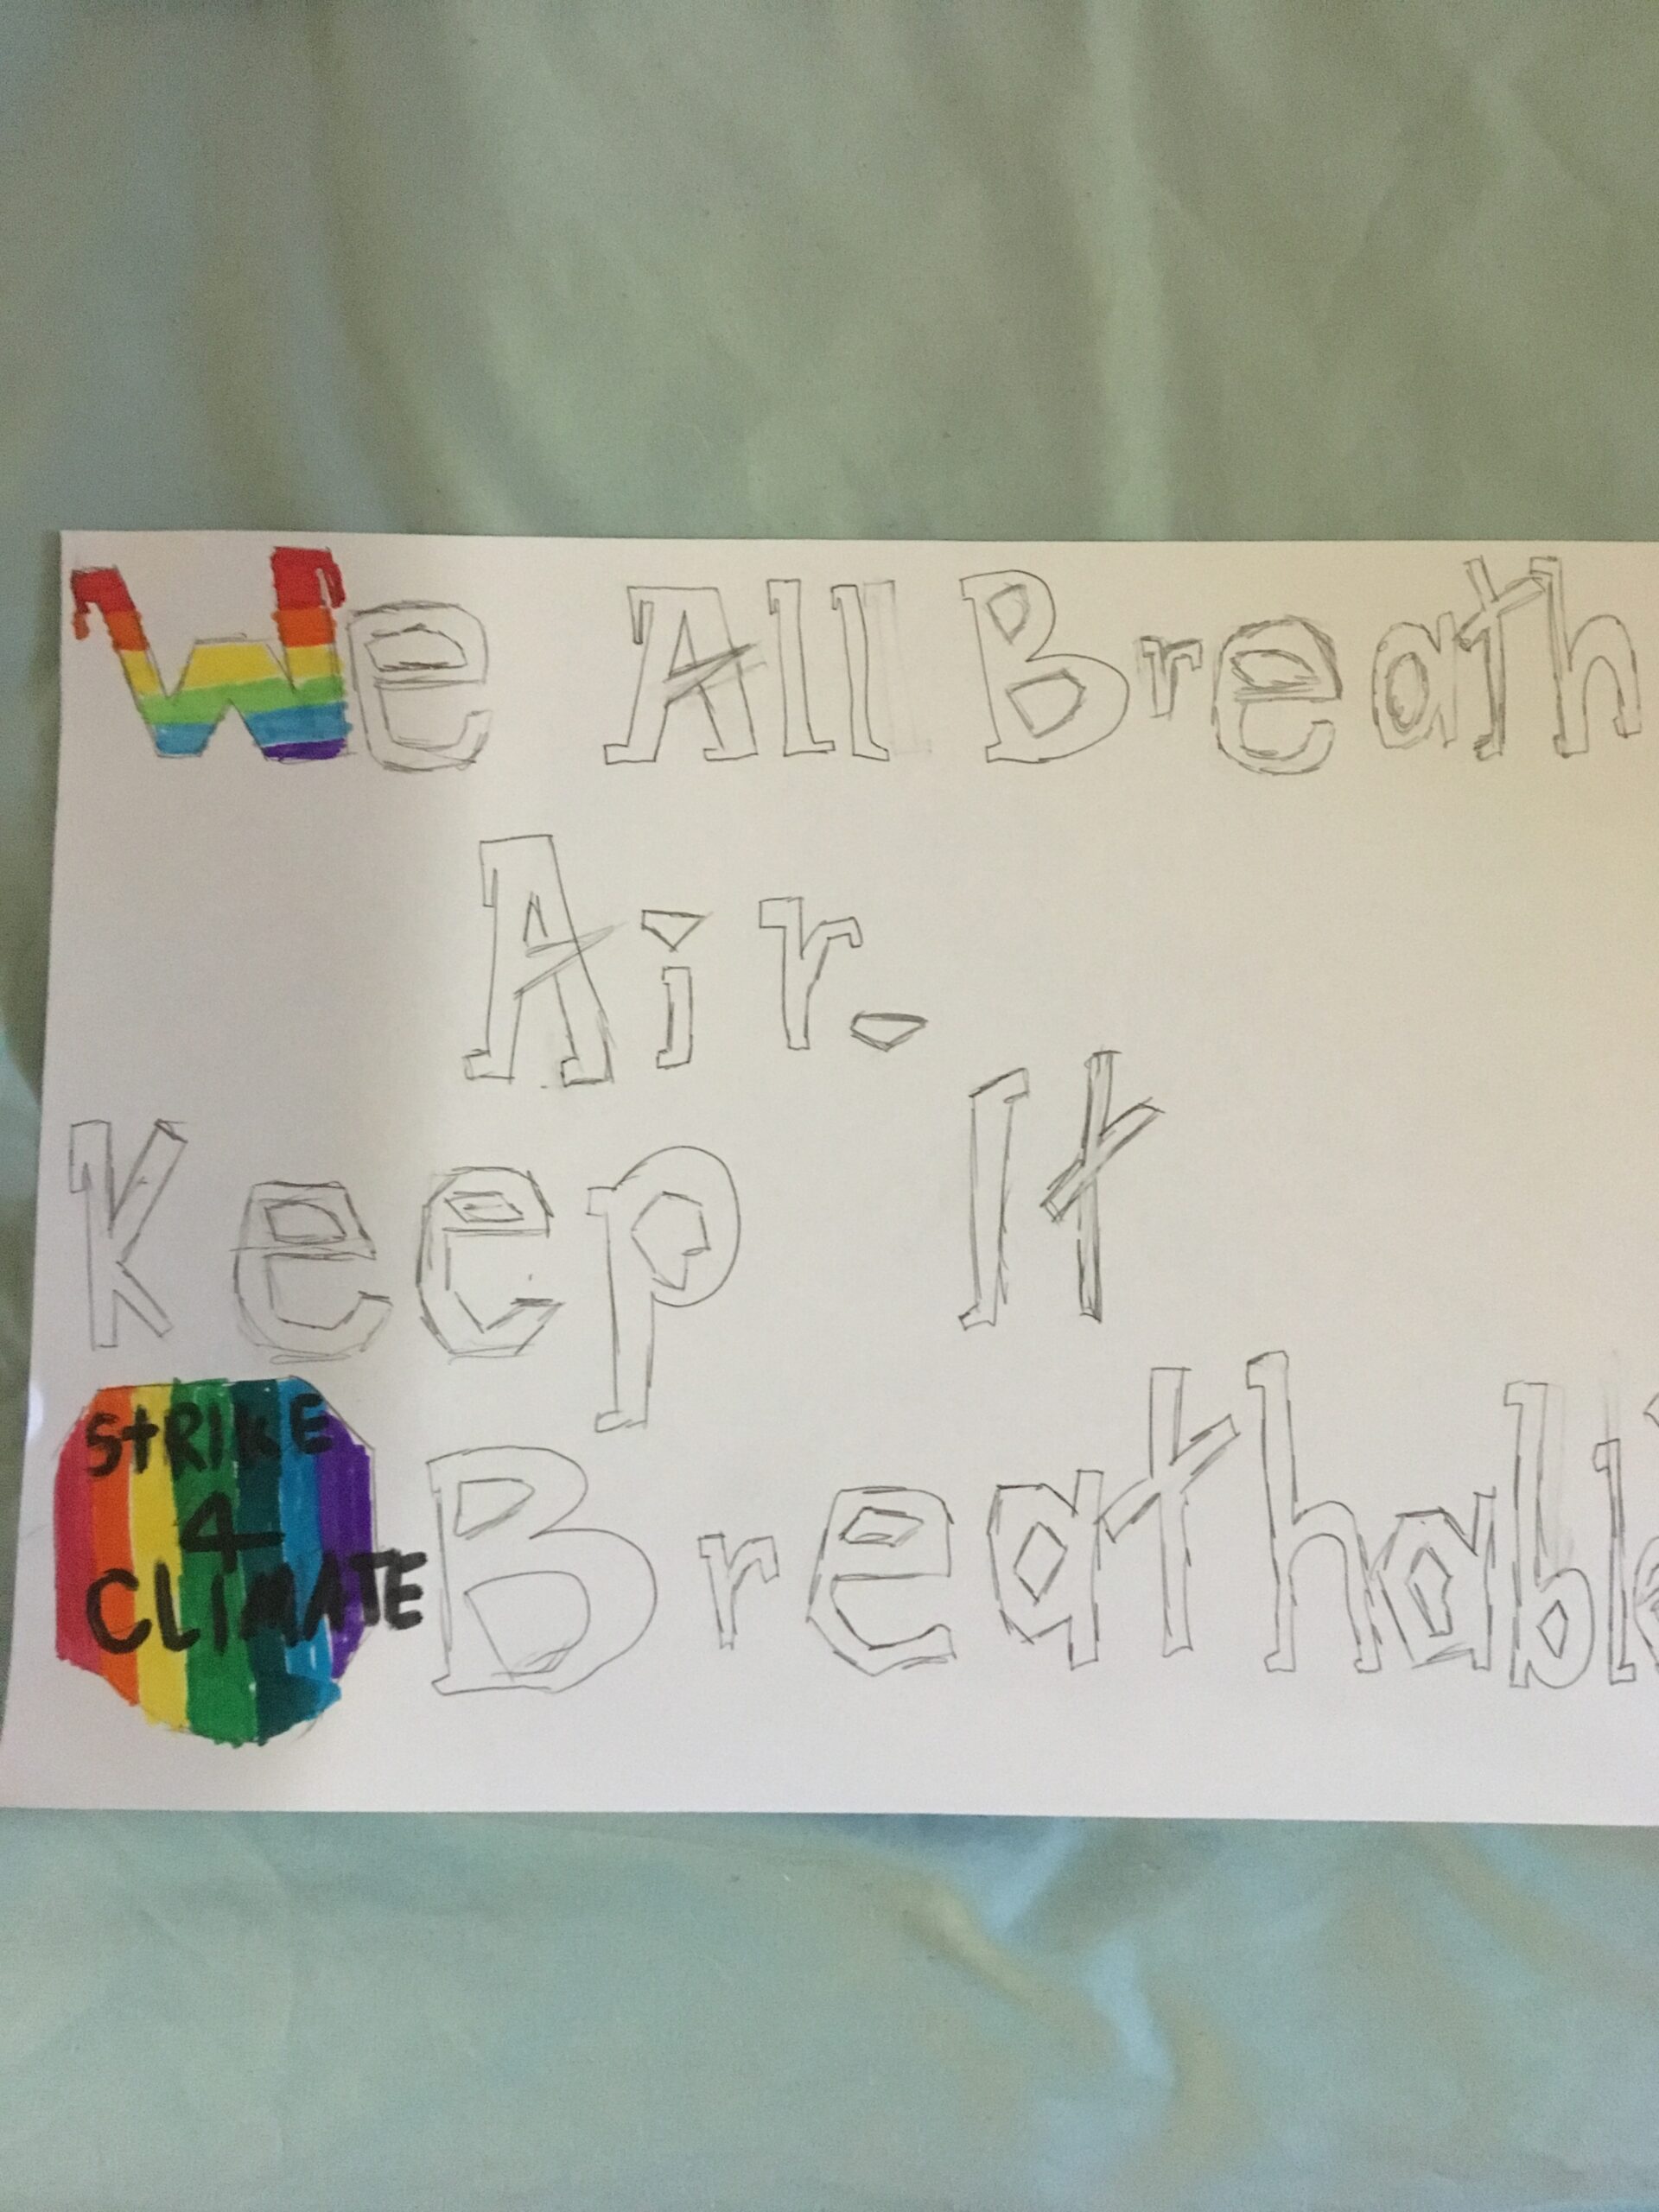 We All Breath
Air.
Keep It
StRIKE
4
CLIMATE
Breathabl